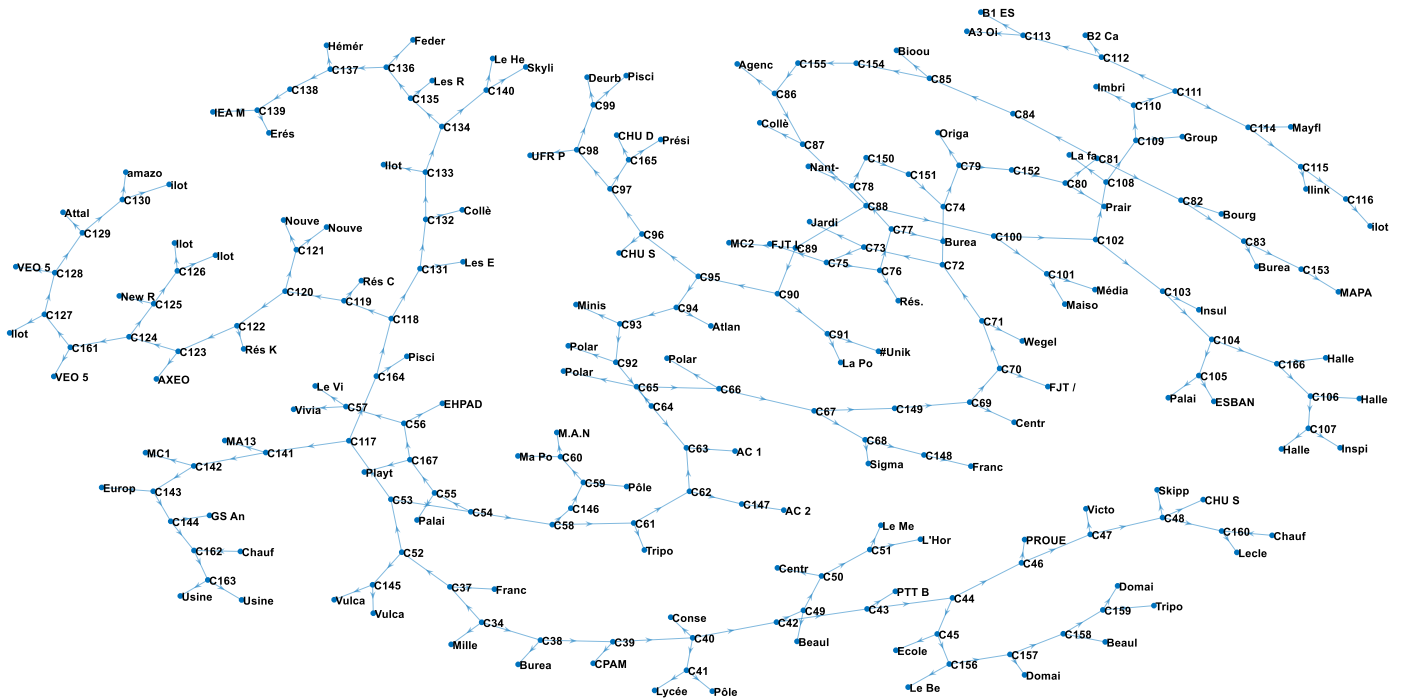 B1 ES
A3 Oi
C113
B2 Ca
C112
Hémér
Feder
C137
C136
Le He
Skyli
C140
Les R
C135
C138
IEA M
C139
Erés
C134
Deurb
Pisci
C99
CHU D
Prési
UFR P
C98
C165
C97
Agenc
C155
C154
Bioou
C85
C86
Collè
C87
C84
Imbri
C110
C111
C114
Mayfl
C109
Group
Origa
Nant-
C150
C151
C78
C79
C152
La fa
C81
C80
C108
C115
Ilink
C116
ilot
Ilot
C133
amazo
ilot
C130
Attal
C129
VEO 5
C128
Collè
C132
Nouve
Nouve
C121
Ilot
Ilot
C126
New R
C125
C127
Ilot
C161
VEO 5
C124
C123
AXEO
C122
Rés K
C120
C119
Rés C
C131
Les E
C118
C96
CHU S
C95
C88
C74
Prair
C82
Bourg
C83
Burea
C153
MAPA
Jardi
C77
Burea
MC2
FJT L
C89
C73
C75
C76
Rés.
C72
C100
C102
C101
Média
Maiso
C103
Insul
C90
C94
Atlan
Minis
C93
C91
#Unik
La Po
C71
Wegel
C104
C166
Halle
C105
Palai
ESBAN
C106
Halle
C107
Halle
Inspi
Polar
C92
Polar
C65
Polar
C66
C64
C70
FJT /
C67
C149
C69
Centr
C68
Sigma
C148
Franc
Pisci
C164
Le Vi
Vivia
C57
EHPAD
C56
C117
MA13
C141
MC1
C142
Europ
C143
C144
GS An
C162
Chauf
C163
Usine
Usine
Playt
C167
C53
C55
Palai
C54
M.A.N
Ma Po
C60
C59
Pôle
C146
C58
C61
Tripo
C63
AC 1
C62
C147
AC 2
C52
C145
Vulca
Vulca
C37
Franc
C34
Mille
C38
Burea
C39
CPAM
Conse
C40
C41
Lycée
Pôle
C42
C49
Beaul
Centr
C50
Le Me
C51
L'Hor
PTT B
C43
C44
PROUE
C46
Victo
C47
Skipp
CHU S
C48
C160
Chauf
Lecle
C45
Ecole
C156
Le Be
C157
Domai
C158
Beaul
C159
Domai
Tripo